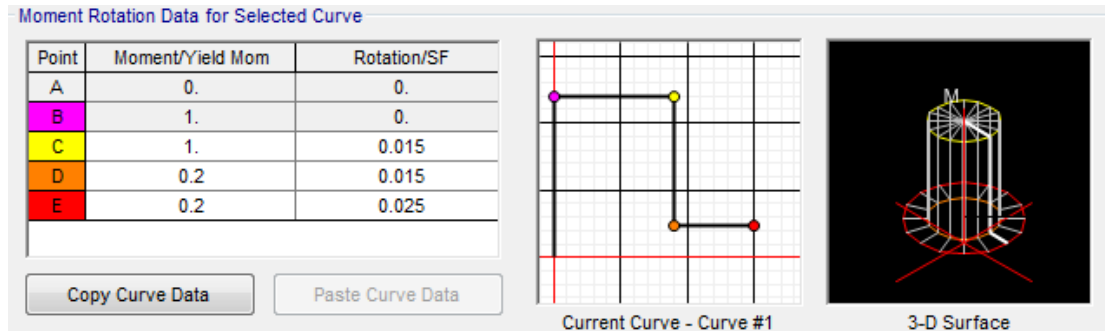 Moment Rotation Data for Selected Curve
Point Moment/Yield Mom Rotation/SF
A 0. 0.
B 1. 0.
C 1. 0.015
D 0.2 0.015
E 0.2 0.025
M
Copy Curve Data Paste Curve Data
Current Curve - Curve #1 3-D Surface